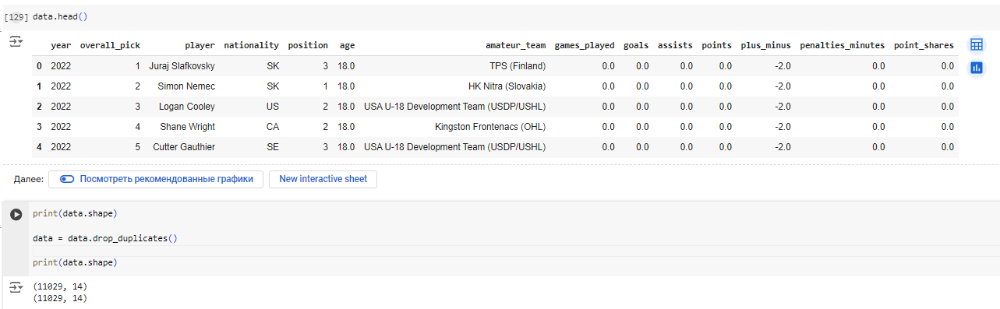 [129] data.head()
year overall_pick player nationality position age amateur_team games_played goals assists points plus_minus penalties_minutes point_shares
0 2022 1 Juraj Slafkovsky SK 3 18.0 TPS (Finland) 0.0 0.0 0.0 0.0 -2.0 0.0 0.0
1 2022 2 Simon Nemec SK 1 18.0 HK Nitra (Slovakia) 0.0 0.0 0.0 0.0 -2.0 0.0 0.0
2 2022 3 Logan Cooley US 2 18.0 USA U-18 Development Team (USDP/USHL) 0.0 0.0 0.0 0.0 -2.0 0.0 0.0
3 2022 4 Shane Wright CA 2 18.0 Kingston Frontenacs (OHL) 0.0 0.0 0.0 0.0 -2.0 0.0 0.0
4 2022 5 Cutter Gauthier SE 3 18.0 USA U-18 Development Team (USDP/USHL) 0.0 0.0 0.0 0.0 -2.0 0.0 0.0
Далее: Посмотреть рекомендованные графики New interactive sheet
print(data.shape)
data = data.drop_duplicates()
print(data.shape)
(11029, 14)
(11029, 14)